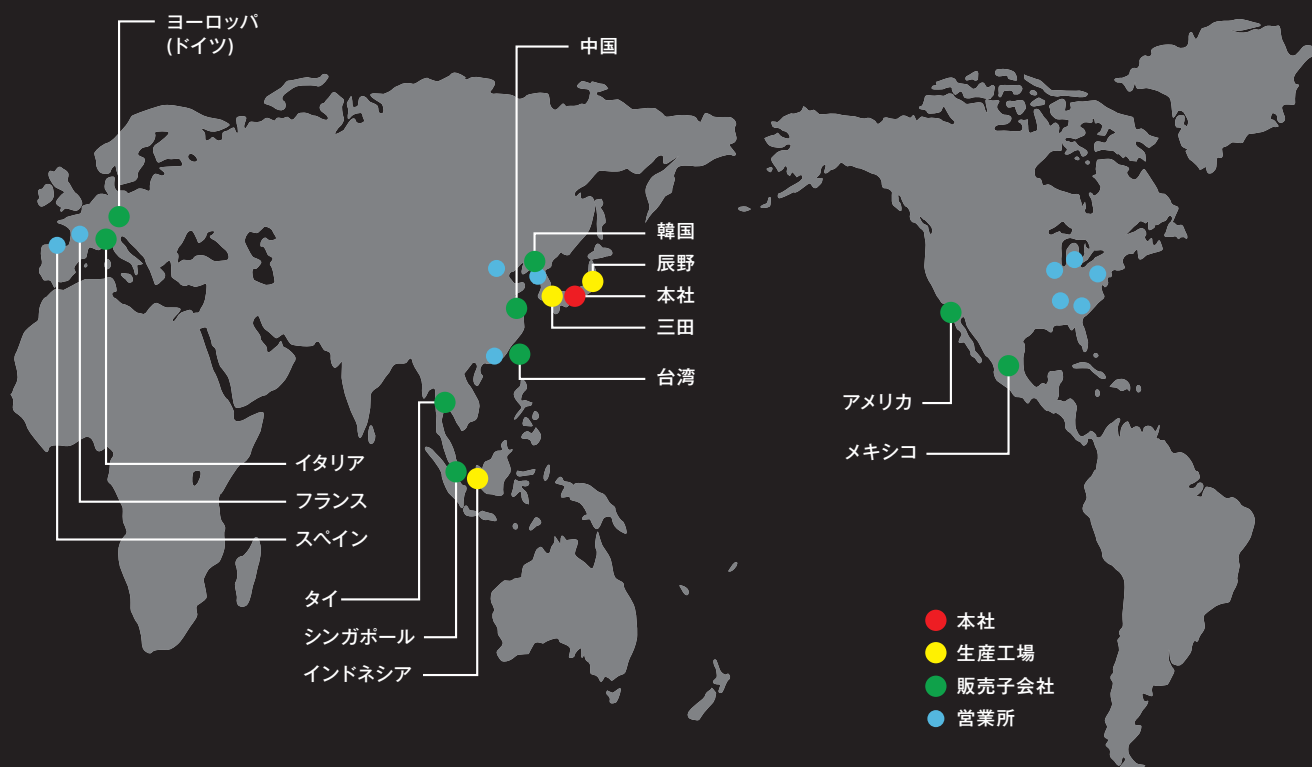 ヨーロッパ
(ドイツ)
中国
韓国
辰野
本社
三田
台湾
アメリカ
メキシコ
イタリア
フランス
スペイン
タイ
シンガポール
インドネシア
本社
生産工場
販売子会社
営業所